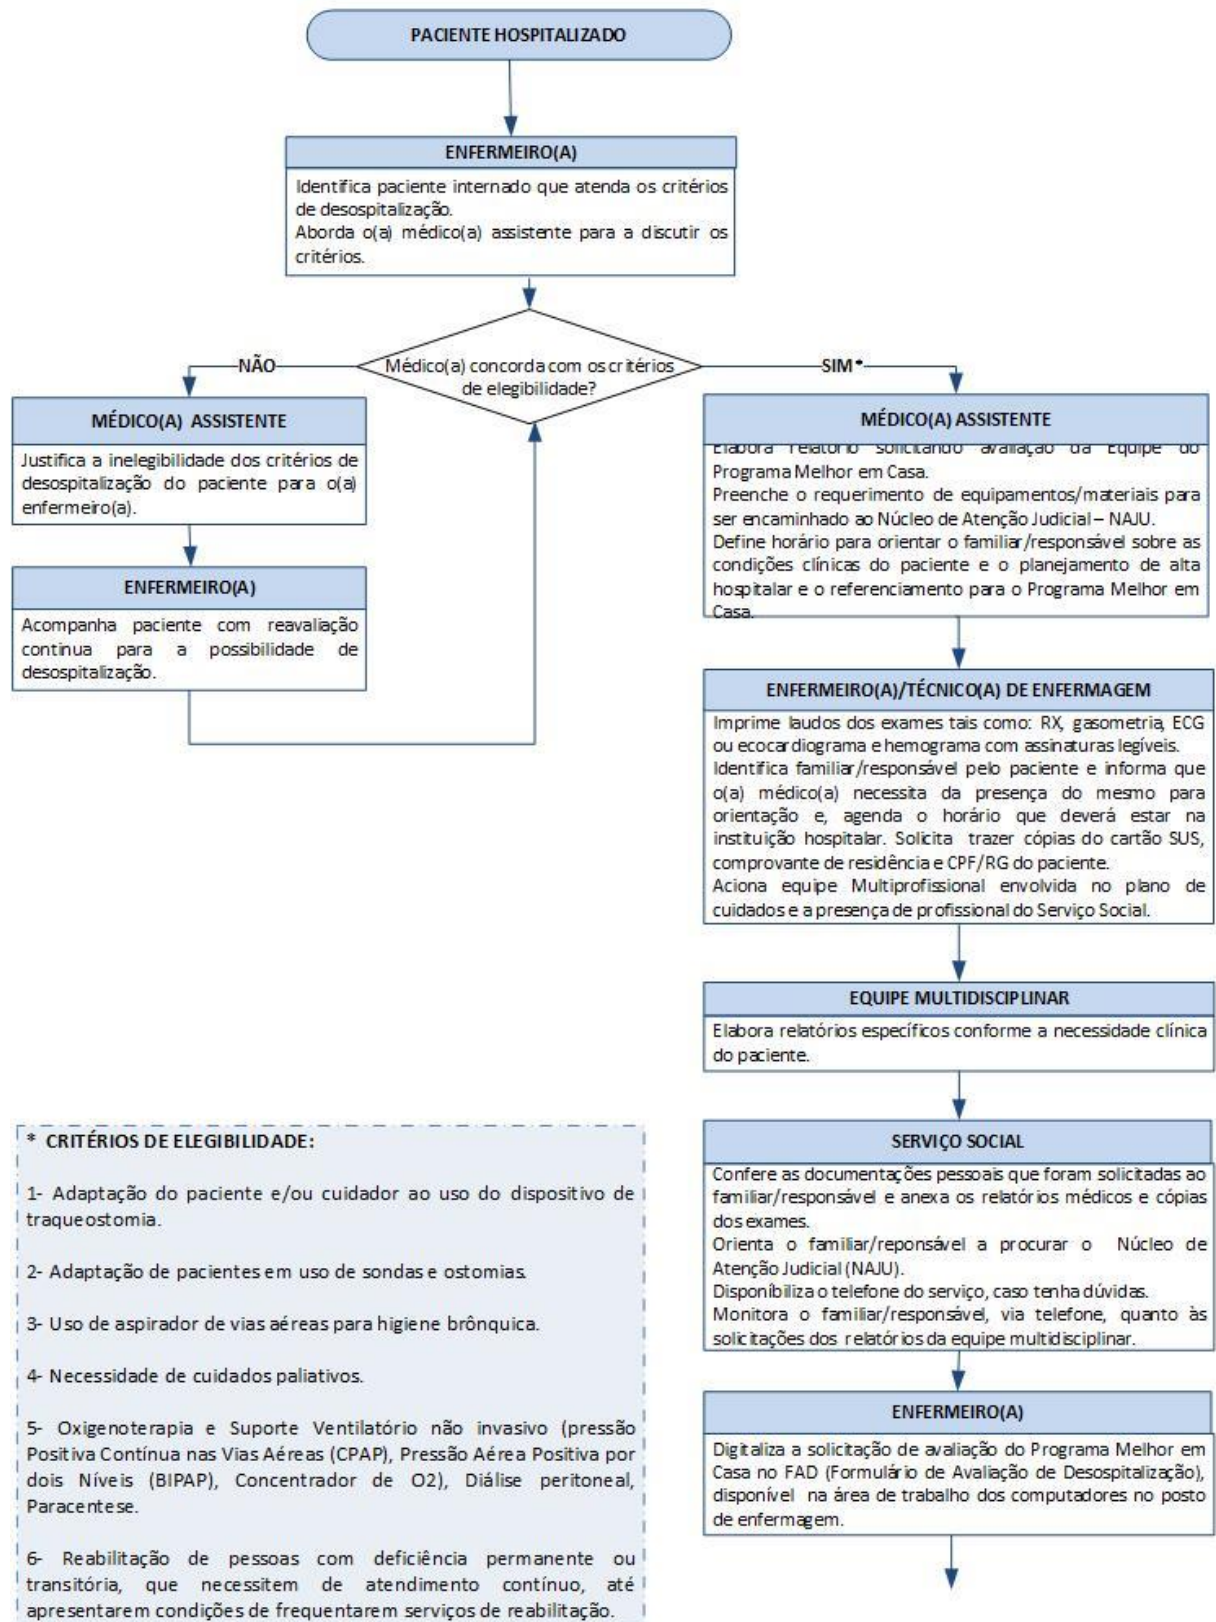 PACIENTE HOSPITALIZADO
ENFERMEIRO(A)
Identifica paciente internado que atenda os critérios
de desospitalização.
Aborda o(a) médico(a) assistente para a discutir os
critérios.
Médico(a) concorda com os critérios
de elegibilidade?
NÃO
SIM*
MÉDICO(A) ASSISTENTE
Justifica a inelegibilidade dos critérios de
desospitalização do paciente para o(a)
enfermeiro(a).
ENFERMEIRO(A)
Acompanha paciente com reavaliação
continua para a possibilidade de
desospitalização.
MÉDICO(A) ASSISTENTE
Elabora relatório solicitando avaliação da Equipe do
Programa Melhor em Casa.
Preenche o requerimento de equipamentos/materiais para
ser encaminhado ao Núcleo de Atenção Judicial – NAJU.
Define horário para orientar o familiar/responsável sobre as
condições clínicas do paciente e o planejamento de alta
hospitalar e o referenciamento para o Programa Melhor em
Casa.
ENFERMEIRO(A)/TÉCNICO(A) DE ENFERMAGEM
Imprime laudos dos exames tais como: RX, gasometria, ECG
ou ecocardiograma e hemograma com assinaturas legíveis.
Identifica familiar/responsável pelo paciente e informa que
o(a) médico(a) necessita da presença do mesmo para
orientação e, agenda o horário que deverá estar na
instituição hospitalar. Solicita trazer cópias do cartão SUS,
comprovante de residência e CPF/RG do paciente.
Aciona equipe Multiprofissional envolvida no plano de
cuidados e a presença de profissional do Serviço Social.
EQUIPE MULTIDISCIPLINAR
Elabora relatórios específicos conforme a necessidade clínica
do paciente.
SERVIÇO SOCIAL
Confere as documentações pessoais que foram solicitadas ao
familiar/responsável e anexa os relatórios médicos e cópias
dos exames.
Orienta o familiar/reponsável a procurar o Núcleo de
Atenção Judicial (NAJU).
Disponíbiliza o telefone do serviço, caso tenha dúvidas.
Monitora o familiar/responsável, via telefone, quanto às
solicitações dos relatórios da equipe multidisciplinar.
ENFERMEIRO(A)
Digitaliza a solicitação de avaliação do Programa Melhor em
Casa no FAD (Formulário de Avaliação de Desospitalização),
disponível na área de trabalho dos computadores no posto
de enfermagem.
* CRITÉRIOS DE ELEGIBILIDADE:
1- Adaptação do paciente e/ou cuidador ao uso do dispositivo de
traqueostomia.
2- Adaptação de pacientes em uso de sondas e ostomias.
3- Uso de aspirador de vias aéreas para higiene brônquica.
4- Necessidade de cuidados paliativos.
5- Oxigenoterapia e Suporte Ventilatório não invasivo (pressão
Positiva Contínua nas Vias Aéreas (CPAP), Pressão Aérea Positiva por
dois Níveis (BIPAP), Concentrador de O2), Diálise peritoneal,
Paracentese.
6- Reabilitação de pessoas com deficiência permanente ou
transitória, que necessitem de atendimento contínuo, até
apresentarem condições de frequentarem serviços de reabilitação.